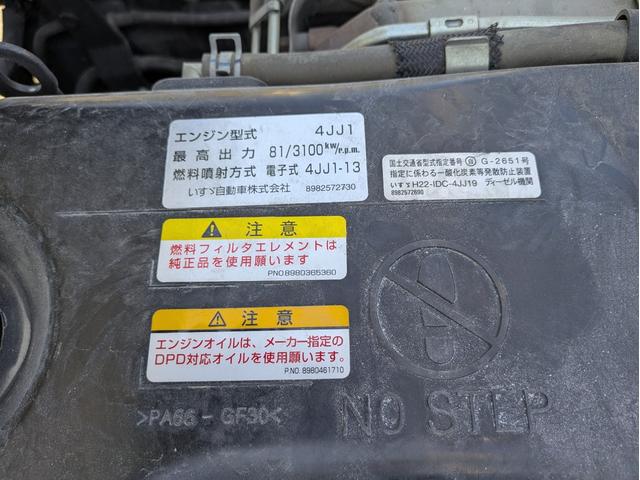 エンジン型式 4JJ1
最高出力 81/3100kW/r.p.m.
燃料噴射方式 電子式 4JJ1-13
いすゞ自動車株式会社 8982572730
国土交通省型式指定番号 自 G-2651号
指定に係わる一酸化炭素等発散防止装置
いすゞH22-IDC-4JJ19 ディーゼル機関
8982572690
注意
燃料フィルタエレメントは
純正品を使用願います
PNO8980365360
注意
エンジンオイルは、メーカー指定の
DPD対応オイルを使用願います。
P.NO. 8980461710
>PA66-GF30<
NO STEP